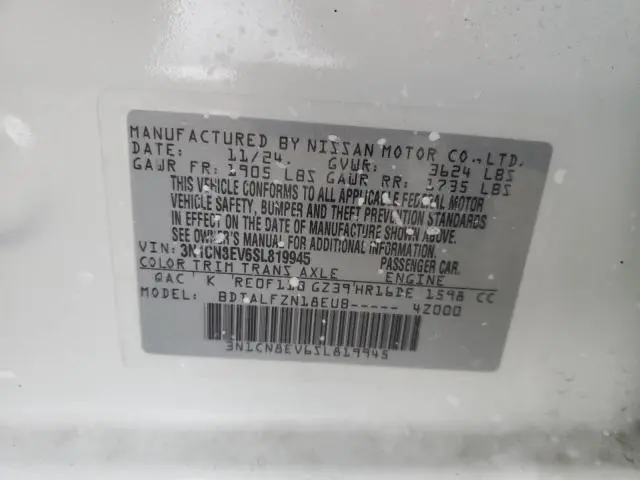 MANUFACTURED BY NISSAN MOTOR CO., LTD.
DATE: 11/24. GVWR: 3624 LBS
GAWR FR: 1905 LBS GAWR RR: 1735 LBS
THIS VEHICLE CONFORMS TO ALL APPLICABLE FEDERAL MOTOR
VEHICLE SAFETY, BUMPER AND THEFT PREVENTION STANDARDS
IN EFFECT ON THE DATE OF MANUFACTURE SHOWN ABOVE.
SEE OWNER'S MANUAL FOR ADDITIONAL INFORMATION.
VIN: 3N1CN8EV6SL819945 PASSENGER CAR.
COLOR TRIM TRANS AXLE ENGINE
QAC K GZ39 HR16DE 1598 CC
MODEL: 4Z000
3N1CN8EV6SL819945